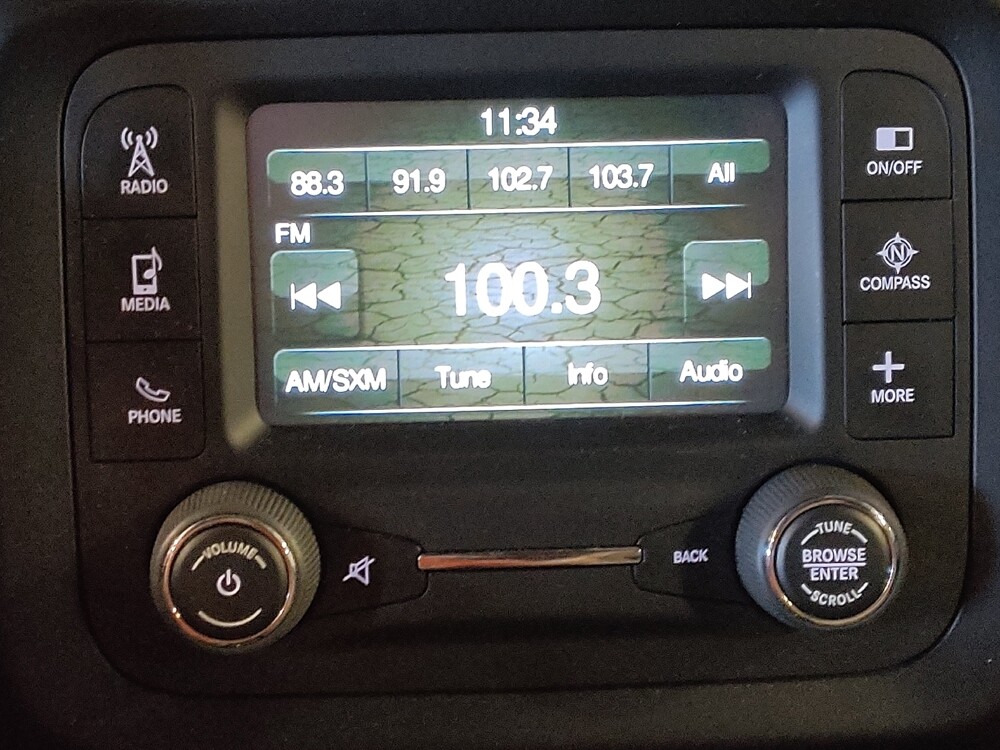 11:34
88.3 91.9 102.7 103.7 All
FM
100.3
AM/SXM Tune Info Audio
RADIO
MEDIA
PHONE
ON/OFF
N
COMPASS
MORE
VOLUME
BACK
TUNE
BROWSE
ENTER
SCROLL